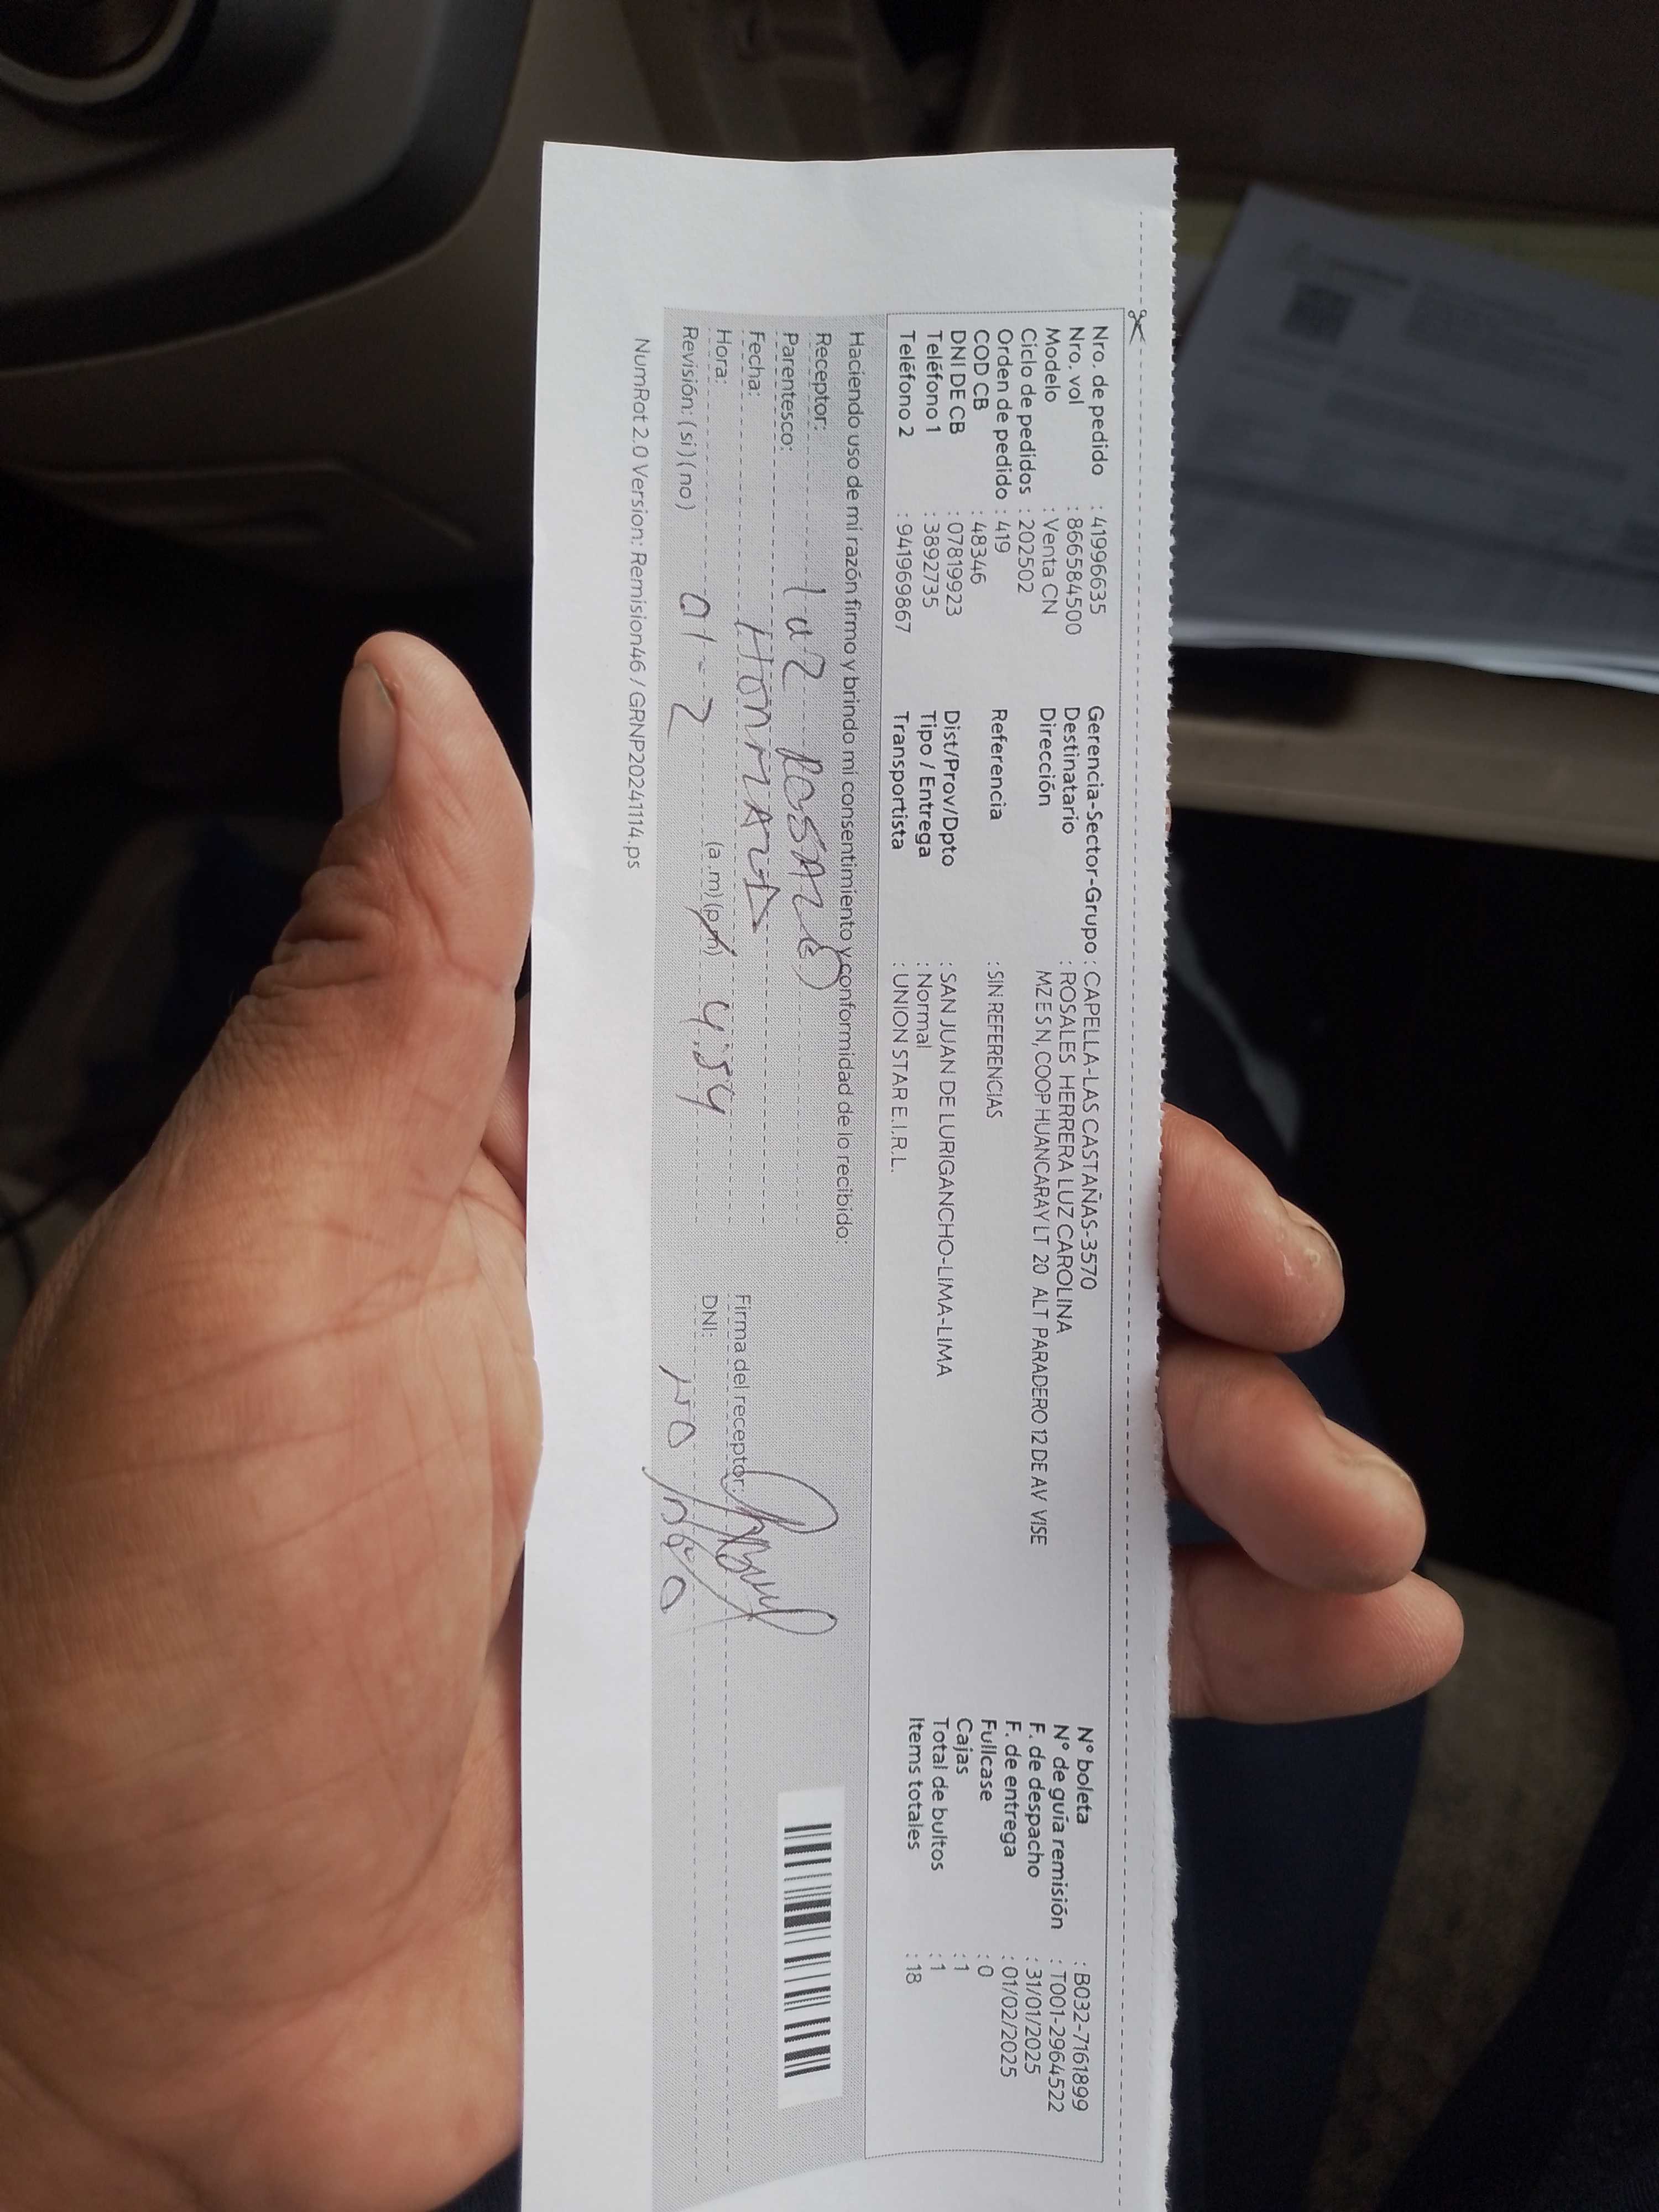 Nro. de pedido : 41996635
Nro. vol : 866584500
Modelo : Venta CN
Ciclo de pedidos : 202502
Orden de pedido : 419
COD CB : 48346
DNI DE CB : 07819923
Teléfono 1 : 3892735
Teléfono 2 : 941969867
Gerencia-Sector-Grupo : CAPELLA-LAS CASTAÑAS-3570
Destinatario : ROSALES HERRERA LUZ CAROLINA
Dirección MZ E S N, COOP HUANCARAY LT 20 ALT PARADERO 12 DE AV VISE
Referencia : SIN REFERENCIAS
Dist/Prov/Dpto : SAN JUAN DE LURIGANCHO-LIMA-LIMA
Tipo / Entrega : Normal
Transportista : UNION STAR E.I.R.L.
N° boleta : B032-7161899
N° de guía remisión : T001-2964522
F. de despacho : 31/01/2025
F. de entrega : 01/02/2025
Fullcase : 0
Cajas : 1
Total de bultos : 1
Items totales : 18
Haciendo uso de mi razón firmo y brindo mi consentimiento y conformidad de lo recibido:
Receptor:
Parentesco:
Fecha:
Hora: (a.m)(pm) 4:54
Revisión: (si) (no) 01-2
Firma del receptor:
DNI: NO
NumRot 2.0 Version: Remision46 / GRNP20241114.ps